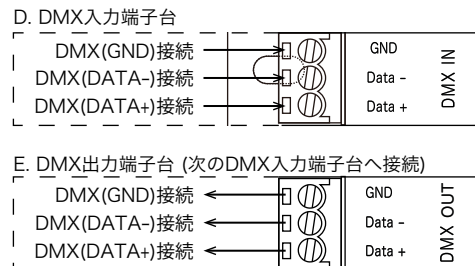 D. DMX入力端子台
DMX(GND)接続
GND
DMX(DATA-)接続
Data -
DMX(DATA+)接続
Data +
DMX IN
E. DMX出力端子台 (次のDMX入力端子台へ接続)
DMX(GND)接続
GND
DMX(DATA-)接続
Data -
DMX(DATA+)接続
Data +
DMX OUT